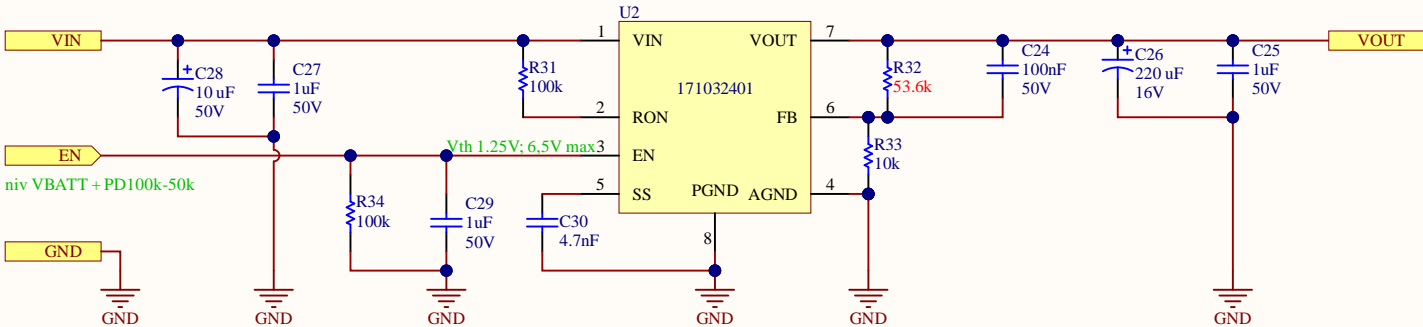 U2
VIN
1
VIN
VOUT
7
VOUT
+
C28
10 uF
50V
C27
1uF
50V
R31
100k
171032401
R32
53.6k
C24
100nF
50V
+
C26
220 uF
16V
C25
1uF
50V
2
RON
FB
6
EN
Vth 1.25V; 6,5V max
3
EN
R33
10k
niv VBATT + PD100k-50k
5
SS
PGND
AGND
4
R34
100k
C29
1uF
50V
C30
4.7nF
8
GND
GND
GND
GND
GND
GND
GND